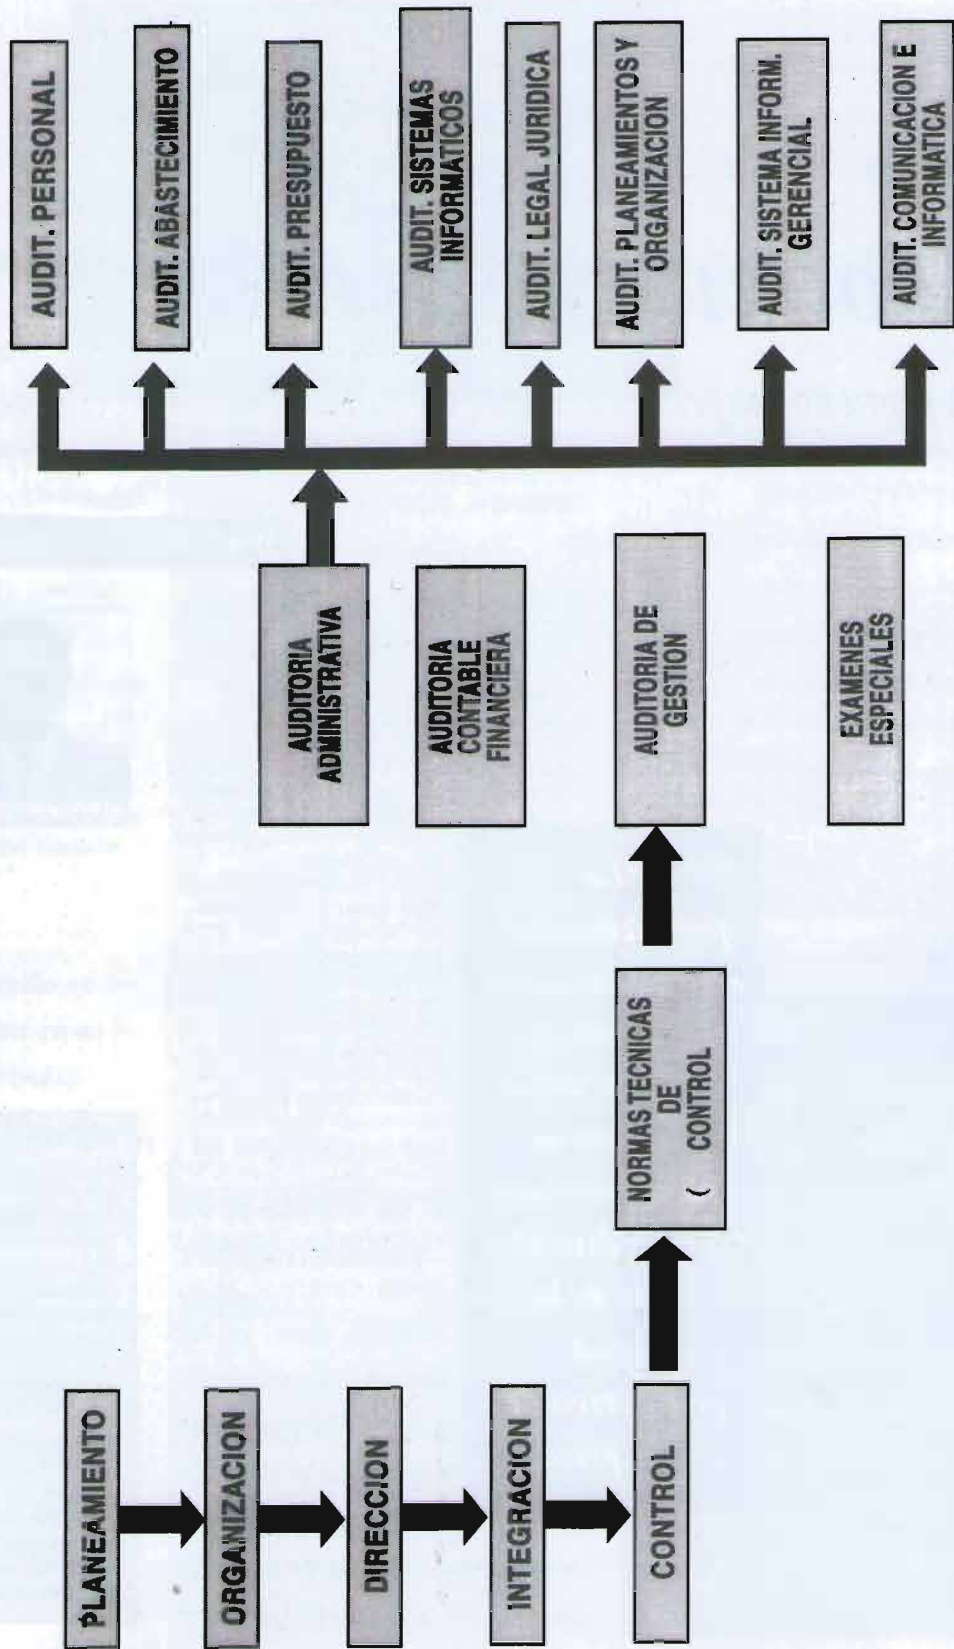 PLANEAMIENTO
ORGANIZACION
DIRECCION
INTEGRACION
CONTROL
NORMAS TECNICAS
DE
( CONTROL
AUDITORIA
ADMINISTRATIVA
AUDITORIA
CONTABLE
FINANCIERA
AUDITORIA DE
GESTION
EXAMENES
ESPECIALES
AUDIT. PERSONAL
AUDIT. ABASTECIMIENTO
AUDIT. PRESUPUESTO
AUDIT. SISTEMAS
INFORMATICOS
AUDIT. LEGAL JURIDICA
AUDIT. PLANEAMIENTOS Y
ORGANIZACION
AUDIT. SISTEMA INFORM.
GERENCIAL
AUDIT. COMUNICACION E
INFORMATICA